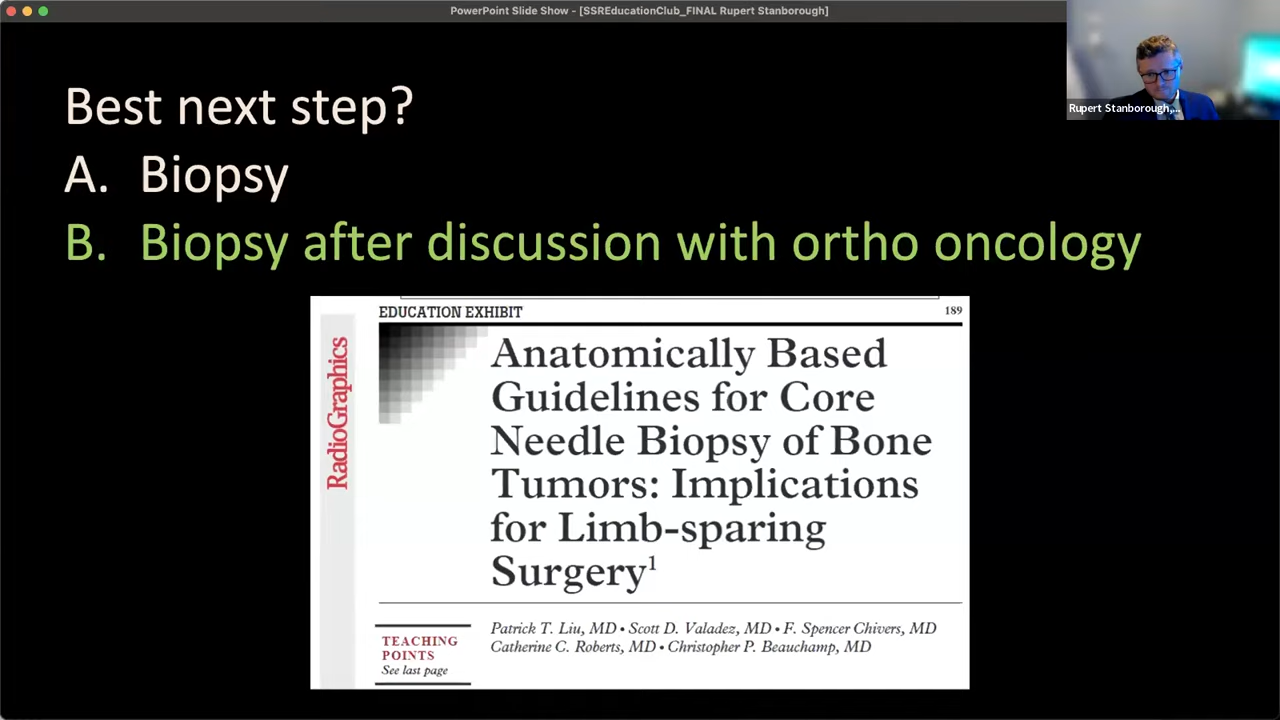 PowerPoint Slide Show - [SSREducationClub_FINAL Rupert Stanborough]
Rupert Stanborough,...
Best next step?
A. Biopsy
B. Biopsy after discussion with ortho oncology
EDUCATION EXHIBIT
189
RadioGraphics
Anatomically Based
Guidelines for Core
Needle Biopsy of Bone
Tumors: Implications
for Limb-sparing
Surgery¹
TEACHING
POINTS
See last page
Patrick T. Liu, MD • Scott D. Valadez, MD • F. Spencer Chivers, MD
Catherine C. Roberts, MD • Christopher P. Beauchamp, MD